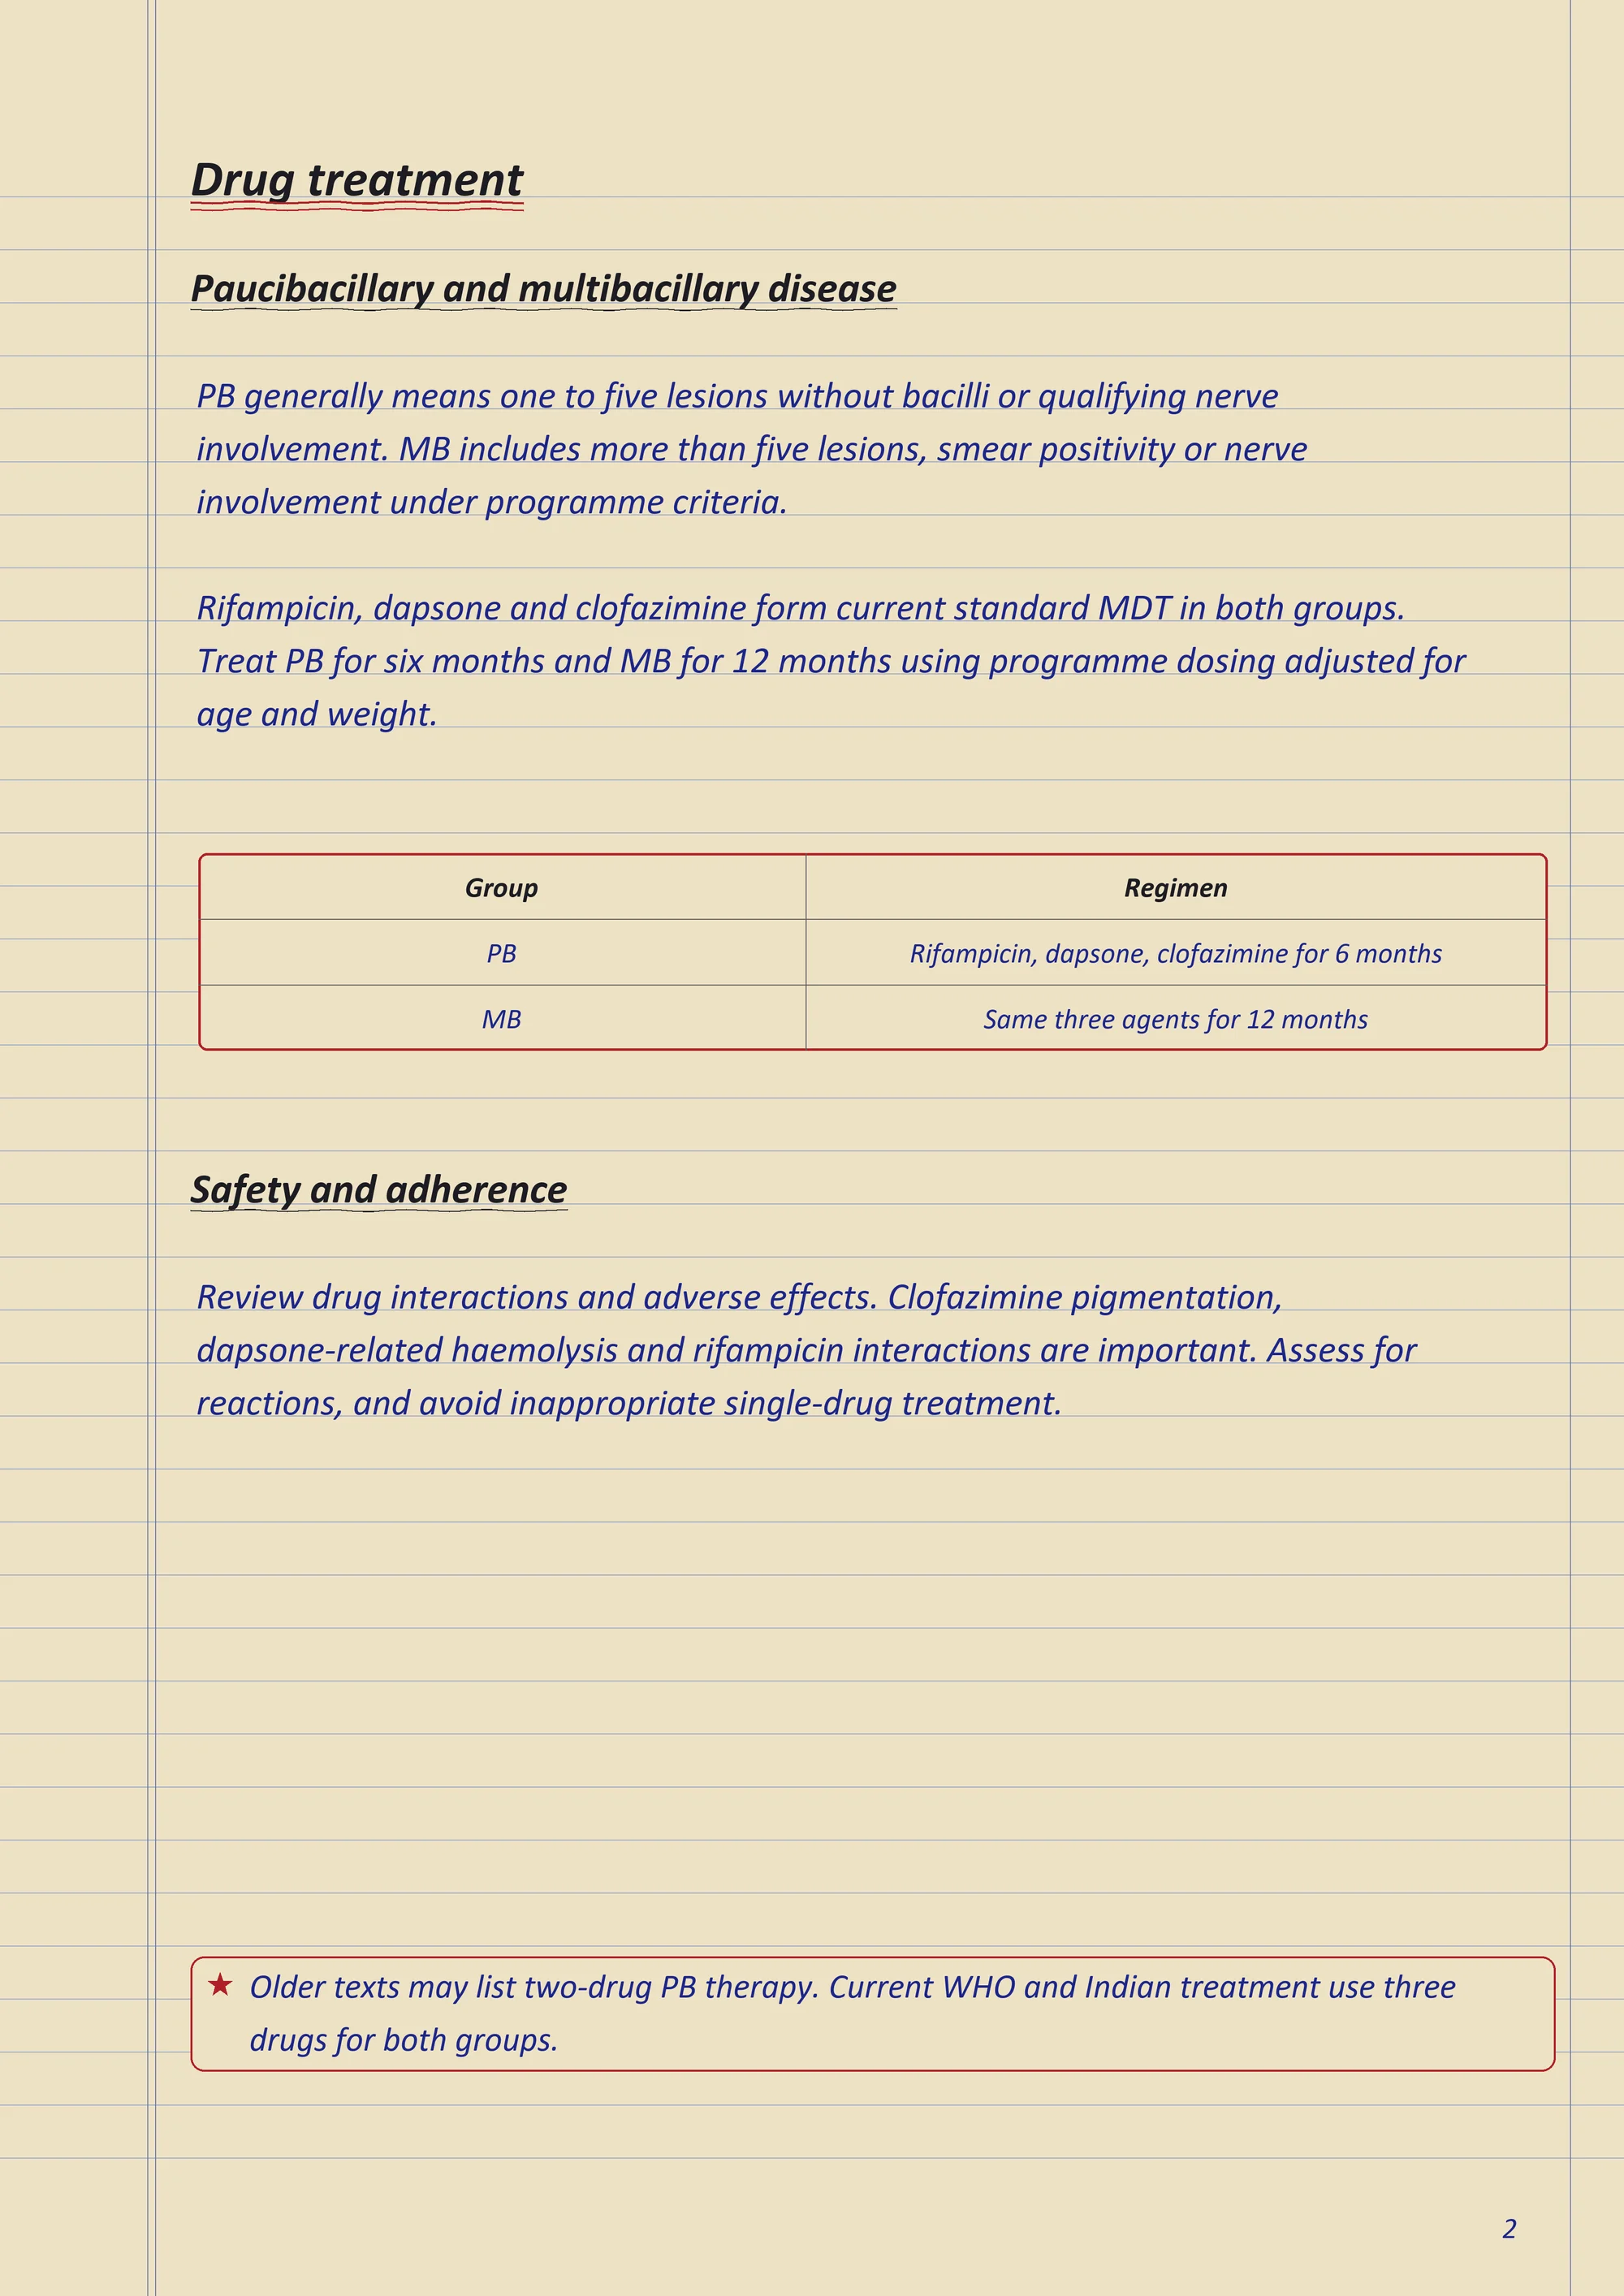 Drug treatment
Paucibacillary and multibacillary disease
PB generally means one to five lesions without bacilli or qualifying nerve
involvement. MB includes more than five lesions, smear positivity or nerve
involvement under programme criteria.
Rifampicin, dapsone and clofazimine form current standard MDT in both groups.
Treat PB for six months and MB for 12 months using programme dosing adjusted for
age and weight.
Group Regimen
PB Rifampicin, dapsone, clofazimine for 6 months
MB Same three agents for 12 months
Safety and adherence
Review drug interactions and adverse effects. Clofazimine pigmentation,
dapsone-related haemolysis and rifampicin interactions are important. Assess for
reactions, and avoid inappropriate single-drug treatment.
★ Older texts may list two-drug PB therapy. Current WHO and Indian treatment use three
drugs for both groups.
2